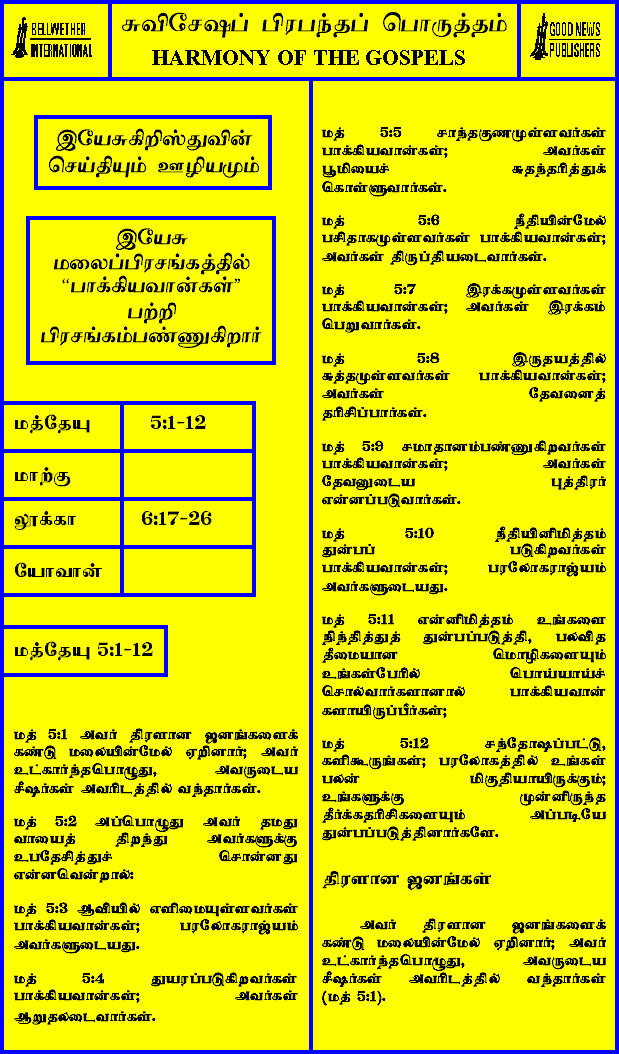 BELLWETHER
INTERNATIONAL
சுவிசேஷப் பிரபந்தப் பொருத்தம்
HARMONY OF THE GOSPELS
GOOD NEWS
PUBLISHERS
இயேசுகிறிஸ்துவின்
செய்தியும் ஊழியமும்
இயேசு
மலைப்பிரசங்கத்தில்
“பாக்கியவான்கள்”
பற்றி
பிரசங்கம்பண்ணுகிறார்
மத்தேயு 5:1-12
மாற்கு
லூக்கா 6:17-26
யோவான்
மத்தேயு 5:1-12
மத் 5:1 அவர் திரளான ஜனங்களைக்
கண்டு மலையின்மேல் ஏறினார்; அவர்
உட்கார்ந்தபொழுது, அவருடைய
சீஷர்கள் அவரிடத்தில் வந்தார்கள்.
மத் 5:2 அப்பொழுது அவர் தமது
வாயைத் திறந்து அவர்களுக்கு
உபதேசித்துச் சொன்னது
என்னவென்றால்:
மத் 5:3 ஆவியில் எளிமையுள்ளவர்கள்
பாக்கியவான்கள்; பரலோகராஜ்யம்
அவர்களுடையது.
மத் 5:4 துயரப்படுகிறவர்கள்
பாக்கியவான்கள்; அவர்கள்
ஆறுதலடைவார்கள்.
மத் 5:5 சாந்தகுணமுள்ளவர்கள்
பாக்கியவான்கள்; அவர்கள்
பூமியைச் சுதந்தரித்துக்
கொள்ளுவார்கள்.
மத் 5:6 நீதியின்மேல்
பசிதாகமுள்ளவர்கள் பாக்கியவான்கள்;
அவர்கள் திருப்தியடைவார்கள்.
மத் 5:7 இரக்கமுள்ளவர்கள்
பாக்கியவான்கள்; அவர்கள் இரக்கம்
பெறுவார்கள்.
மத் 5:8 இருதயத்தில்
சுத்தமுள்ளவர்கள் பாக்கியவான்கள்;
அவர்கள் தேவனைத்
தரிசிப்பார்கள்.
மத் 5:9 சமாதானம்பண்ணுகிறவர்கள்
பாக்கியவான்கள்; அவர்கள்
தேவனுடைய புத்திரர்
என்னப்படுவார்கள்.
மத் 5:10 நீதியினிமித்தம்
துன்பப் படுகிறவர்கள்
பாக்கியவான்கள்; பரலோகராஜ்யம்
அவர்களுடையது.
மத் 5:11 என்னிமித்தம் உங்களை
நிந்தித்துத் துன்பப்படுத்தி, பலவித
தீமையான மொழிகளையும்
உங்கள்பேரில் பொய்யாய்ச்
சொல்வார்களானால் பாக்கியவான்
களாயிருப்பீர்கள்;
மத் 5:12 சந்தோஷப்பட்டு,
களிகூருங்கள்; பரலோகத்தில் உங்கள்
பலன் மிகுதியாயிருக்கும்;
உங்களுக்கு முன்னிருந்த
தீர்க்கதரிசிகளையும் அப்படியே
துன்பப்படுத்தினார்களே.
திரளான ஜனங்கள்
அவர் திரளான ஜனங்களைக்
கண்டு மலையின்மேல் ஏறினார்; அவர்
உட்கார்ந்தபொழுது, அவருடைய
சீஷர்கள் அவரிடத்தில் வந்தார்கள்
(மத் 5:1).